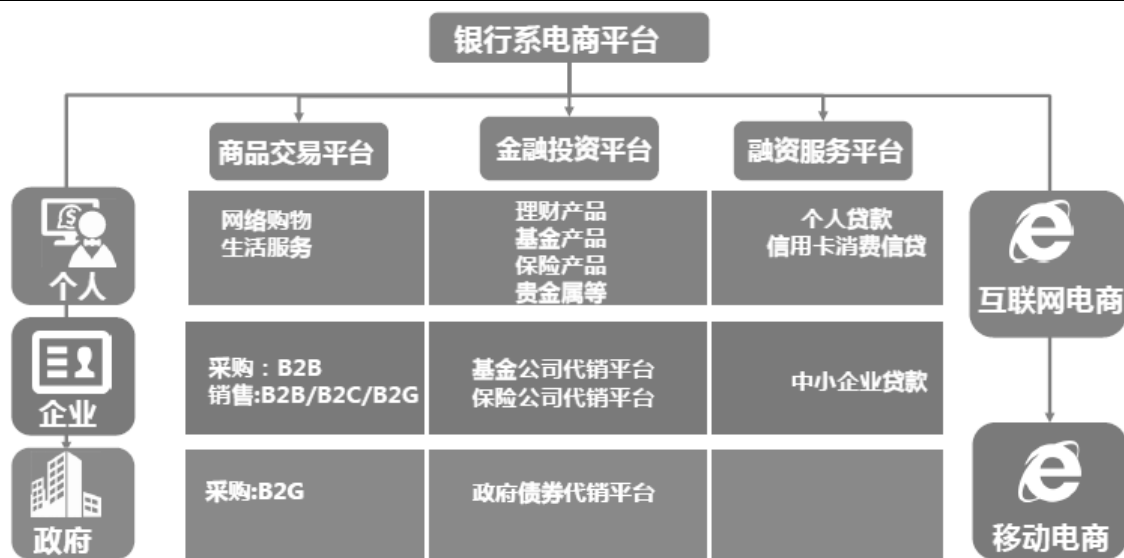 银行系电商平台
商品交易平台
金融投资平台
融资服务平台
个人
网络购物
生活服务
理财产品
基金产品
保险产品
贵金属等
个人贷款
信用卡消费信贷
互联网电商
企业
采购：B2B
销售:B2B/B2C/B2G
基金公司代销平台
保险公司代销平台
中小企业贷款
政府
采购:B2G
政府债券代销平台
移动电商